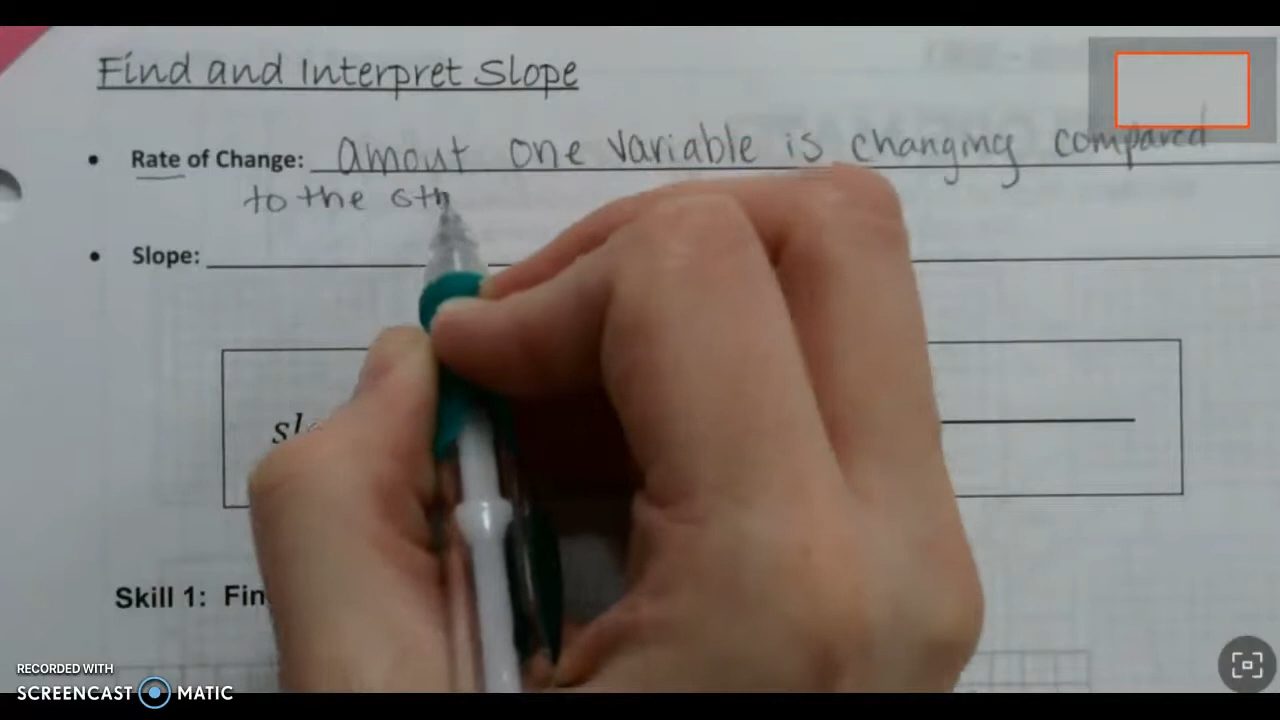 Find and Interpret Slope
• Rate of Change: amout one variable is changing compared
to the oth
• Slope:
slo
Skill 1: Fin
RECORDED WITH
SCREENCAST MATIC